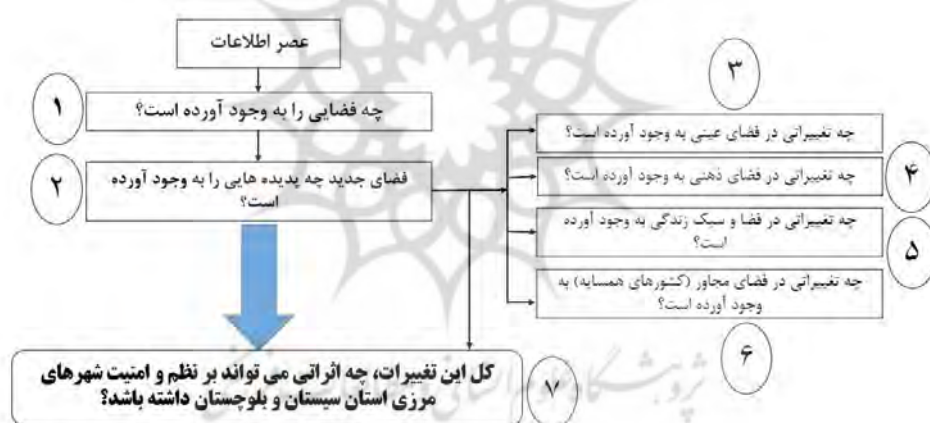 عصر اطلاعات
۱
چه فضایی را به وجود آورده است؟
۲
فضای جدید چه پدیده هایی را به وجود آورده
است؟
۳
چه تغییراتی در فضای عینی به وجود آورده است؟
۴
چه تغییراتی در فضای ذهنی به وجود آورده است؟
۵
چه تغییراتی در فضا و سبک زندگی به وجود آورده
است؟
چه تغییراتی در فضای مجاور (کشورهای همسایه) به
وجود آورده است؟
۶
کل این تغییرات، چه اثراتی می تواند بر نظم و امنیت شهرهای
مرزی استان سیستان و بلوچستان داشته باشد؟
۷